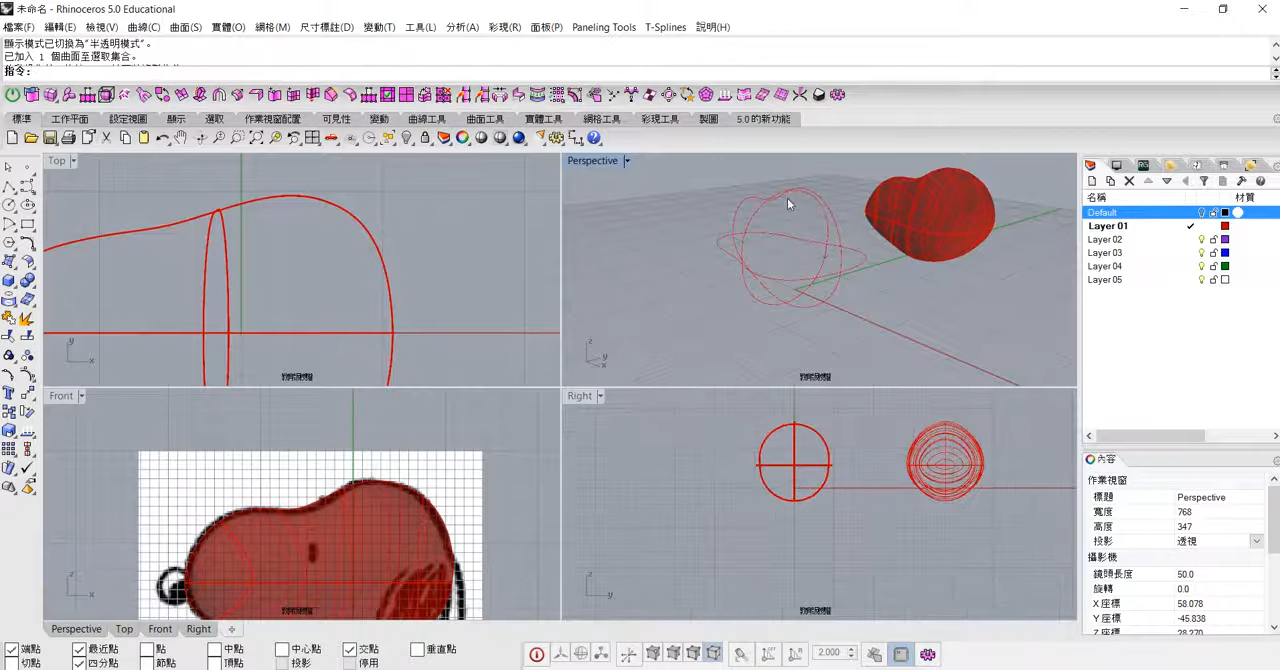 未命名 - Rhinoceros 5.0 Educational
檔案(F) 編輯(E) 檢視(V) 曲線(C) 曲面(S) 實體(O) 網格(M) 尺寸標註(D) 變動(T) 工具(L) 分析(A) 彩現(R) 面板(P) Paneling Tools T-Splines 說明(H)
顯示模式已切換為"半透明模式"。
已加入 1 個曲面至選取集合。
指令:
標準 工作平面 設定視圖 顯示 選取 作業視窗配置 可見性 變動 曲線工具 曲面工具 實體工具 網格工具 彩現工具 製圖 5.0 的新功能
Top
Perspective
名稱 材質
Default
Layer 01
Layer 02
Layer 03
Layer 04
Layer 05
y
x
z
y
x
Front
Right
內容
作業視窗
標題 Perspective
寬度 768
高度 347
投影 透視
攝影機
鏡頭長度 50.0
旋轉 0.0
X 座標 58.078
Y 座標 -45.838
28.270
z
x
z
y
Perspective Top Front Right
端點 最近點 點 中點 中心點 交點 垂直點
切點 四分點 節點 頂點 投影 停用
2.000